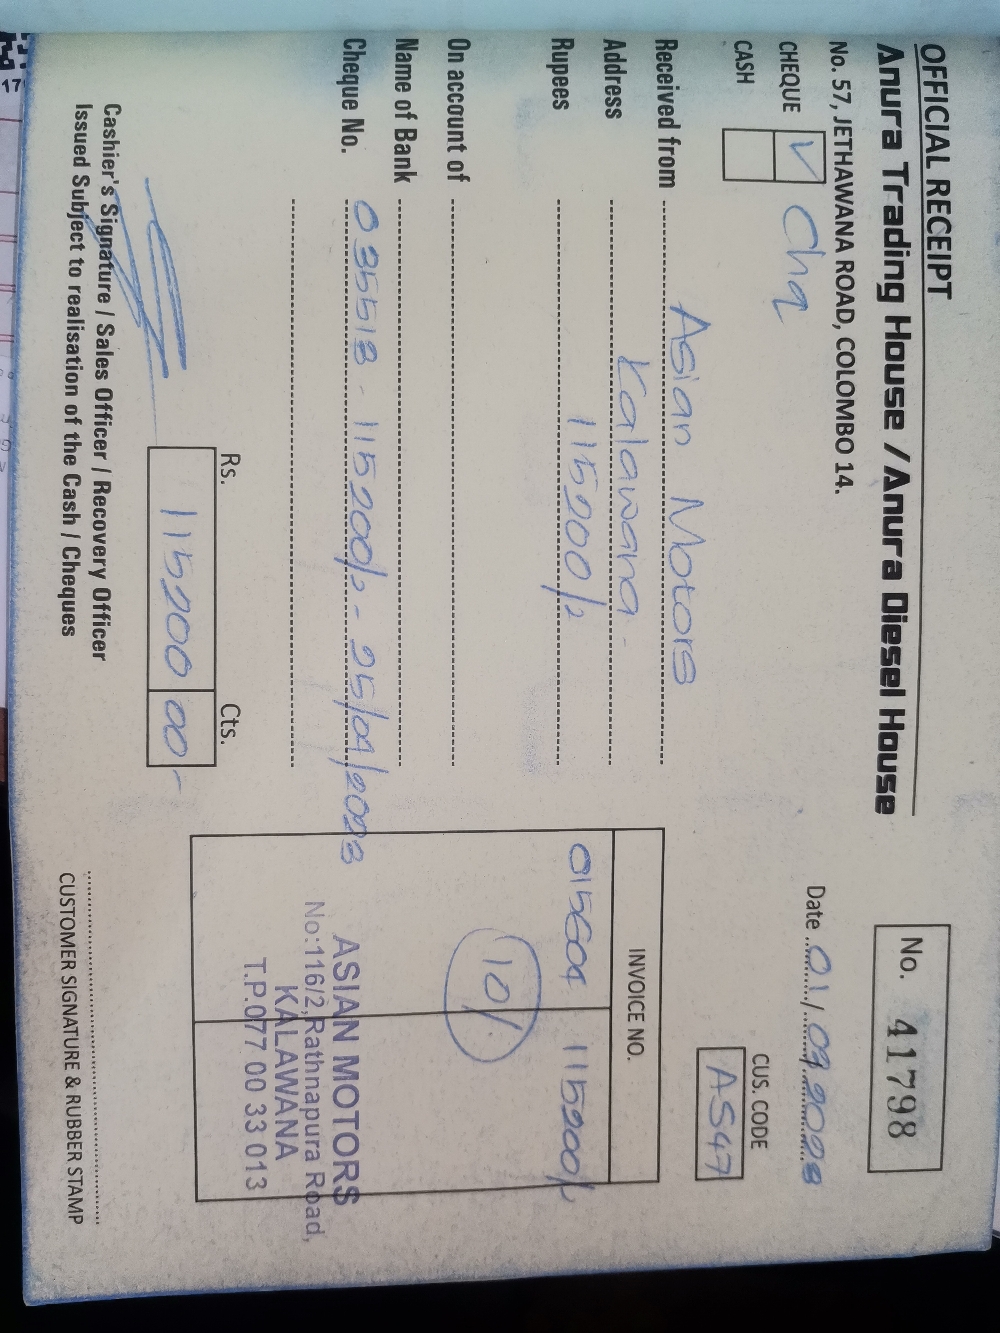 OFFICIAL RECEIPT
Anura Trading House / Anura Diesel House
No. 57, JETHAWANA ROAD, COLOMBO 14.
No. 41798
CHEQUE V Chq
CASH
Date 01/09/2023
CUS. CODE
AS47
Received from Asian Motors
Address Kalawana
Rupees 115200/=
On account of
Name of Bank
Cheque No. 035518 - 115200/= - 25/04/2023
INVOICE NO.
015604 115200/=
10%
Rs. Cts.
115200 00-
ASIAN MOTORS
No:116/2,Rathnapura Road,
KALAWANA
T.P.077 00 33 013
Cashier's Signature / Sales Officer / Recovery Officer
Issued Subject to realisation of the Cash / Cheques
CUSTOMER SIGNATURE & RUBBER STAMP
17